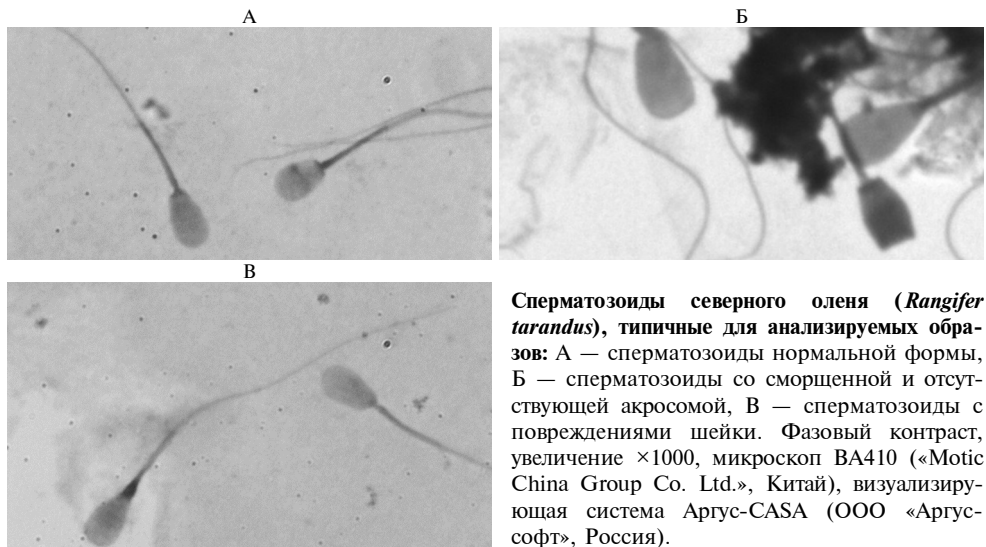 А
Б
В
Сперматозоиды северного оленя (Rangifer
tarandus), типичные для анализируемых обра-
зов: А — сперматозоиды нормальной формы,
Б — сперматозоиды со сморщенной и отсут-
ствующей акросомой, В — сперматозоиды с
повреждениями шейки. Фазовый контраст,
увеличение ×1000, микроскоп BA410 («Motic
China Group Co. Ltd.», Китай), визуализиру-
ющая система Аргус-CASA (ООО «Аргус-
софт», Россия).